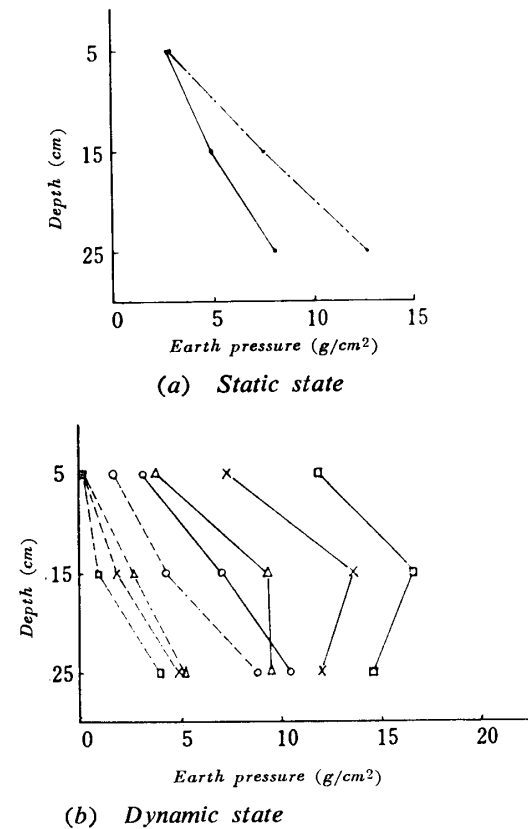 5
15
25
Depth (cm)
0 5 10 15
Earth pressure (g/cm²)
(a) Static state
5
15
25
Depth (cm)
0 5 10 15 20
Earth pressure (g/cm²)
(b) Dynamic state